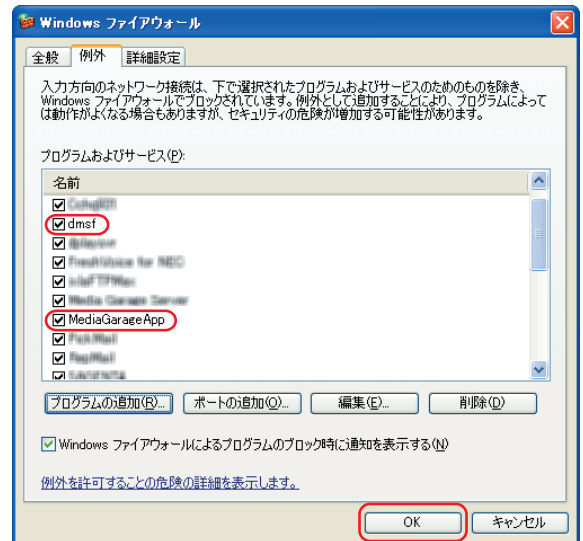 Windows ファイアウォール
全般 例外 詳細設定
入力方向のネットワーク接続は、下で選択されたプログラムおよびサービスのためのものを除き、
Windows ファイアウォールでブロックされています。例外として追加することにより、プログラムによって
は動作がよくなる場合もありますが、セキュリティの危険が増加する可能性があります。
プログラムおよびサービス(P):
名前
dmsf
FreshVoice for NEC
Media Garage Server
MediaGarageApp
プログラムの追加(R)... ポートの追加(O)... 編集(E)... 削除(D)
Windows ファイアウォールによるプログラムのブロック時に通知を表示する(N)
例外を許可することの危険の詳細を表示します。
OK キャンセル